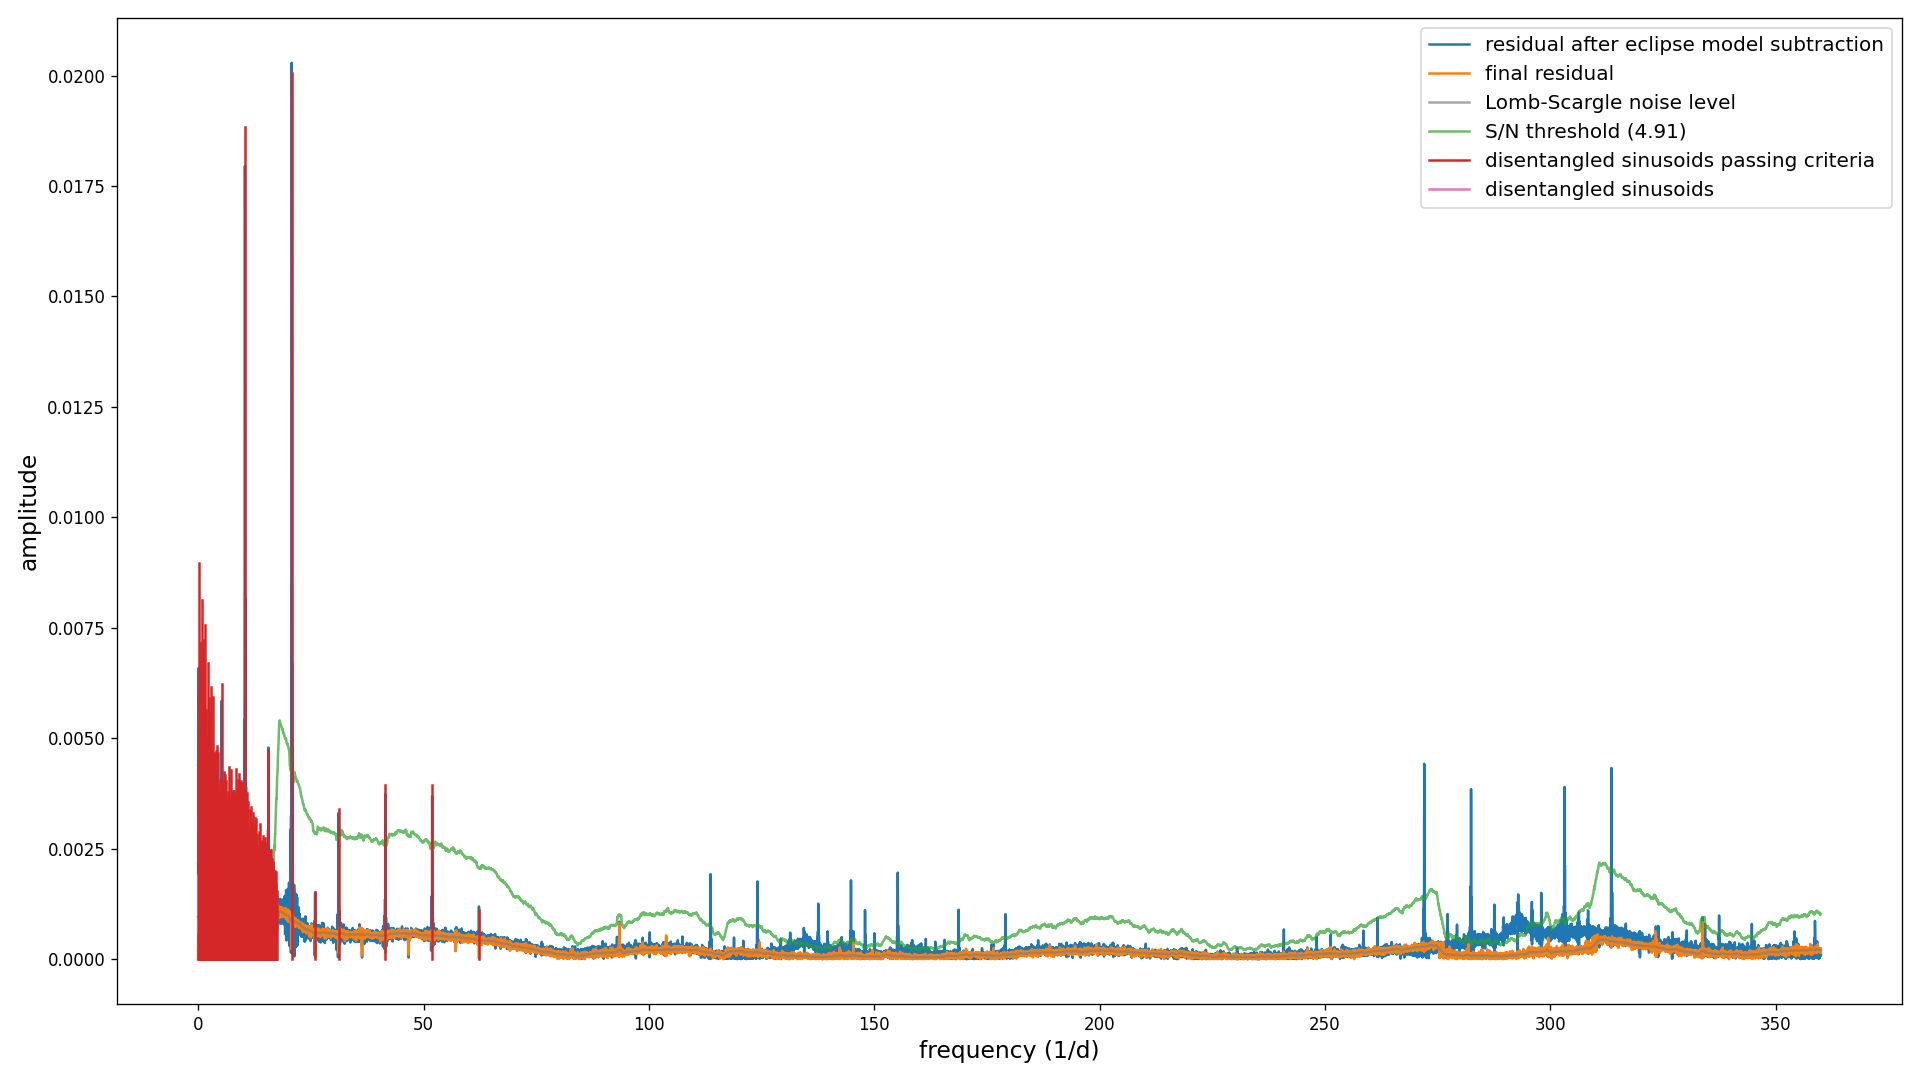 residual after eclipse model subtraction
final residual
Lomb-Scargle noise level
S/N threshold (4.91)
disentangled sinusoids passing criteria
disentangled sinusoids
0.0200
0.0175
0.0150
0.0125
0.0100
0.0075
0.0050
0.0025
0.0000
amplitude
0 50 100 150 200 250 300 350
frequency (1/d)